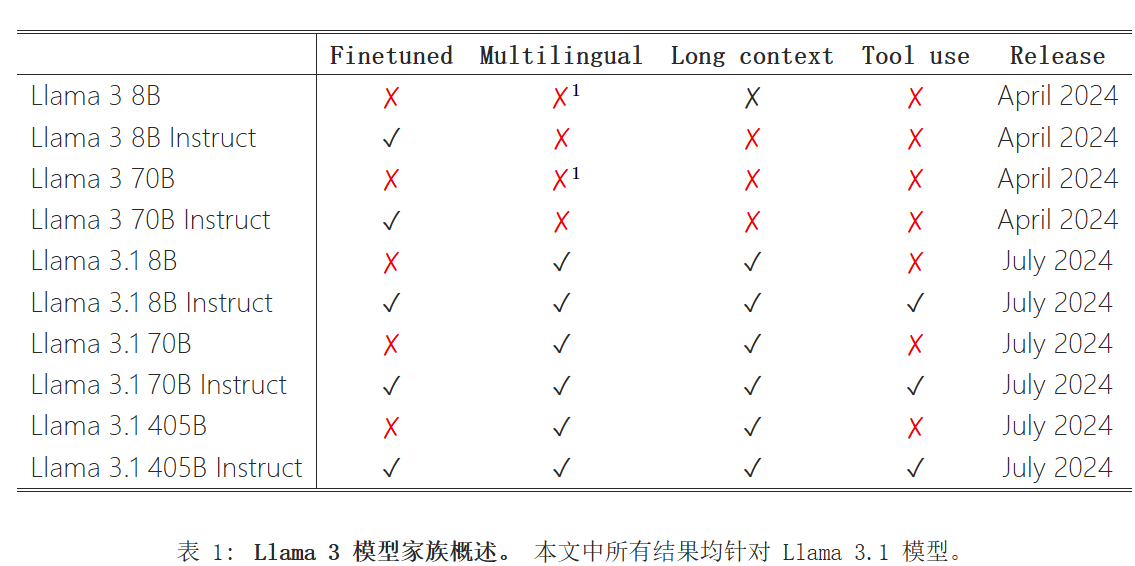 Finetuned Multilingual Long context Tool use Release
Llama 3 8B ✗ ✗¹ ✗ ✗ April 2024
Llama 3 8B Instruct ✓ ✗ ✗ ✗ April 2024
Llama 3 70B ✗ ✗¹ ✗ ✗ April 2024
Llama 3 70B Instruct ✓ ✗ ✗ ✗ April 2024
Llama 3.1 8B ✗ ✓ ✓ ✗ July 2024
Llama 3.1 8B Instruct ✓ ✓ ✓ ✓ July 2024
Llama 3.1 70B ✗ ✓ ✓ ✗ July 2024
Llama 3.1 70B Instruct ✓ ✓ ✓ ✓ July 2024
Llama 3.1 405B ✗ ✓ ✓ ✗ July 2024
Llama 3.1 405B Instruct ✓ ✓ ✓ ✓ July 2024
表 1: Llama 3 模型家族概述。 本文中所有结果均针对 Llama 3.1 模型。